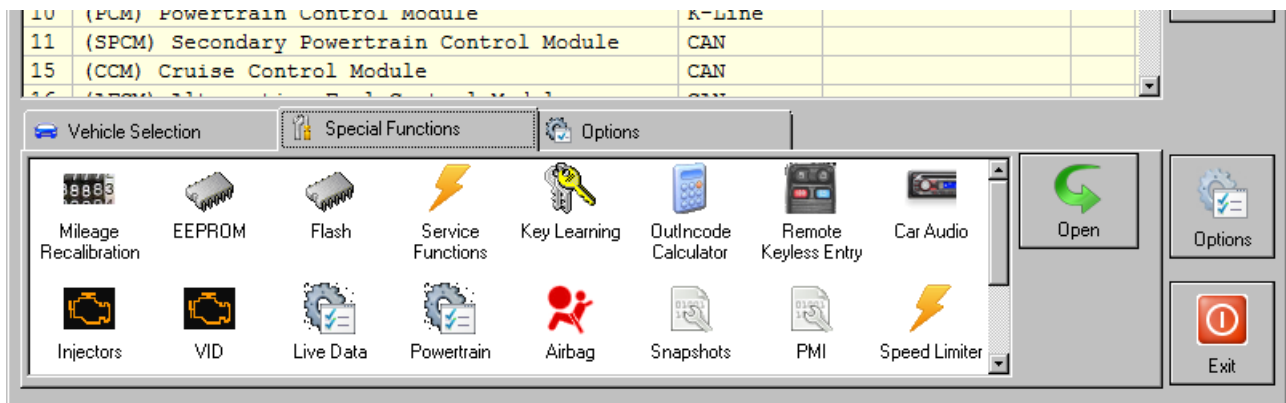 10 (PCM) Powertrain Control Module K-Line
11 (SPCM) Secondary Powertrain Control Module CAN
15 (CCM) Cruise Control Module CAN
Vehicle Selection Special Functions Options
88883
Mileage Recalibration
EEPROM
Flash
Service Functions
Key Learning
OutIncode Calculator
Remote Keyless Entry
Car Audio
Open
Options
Injectors
VID
Live Data
Powertrain
Airbag
Snapshots
PMI
Speed Limiter
Exit